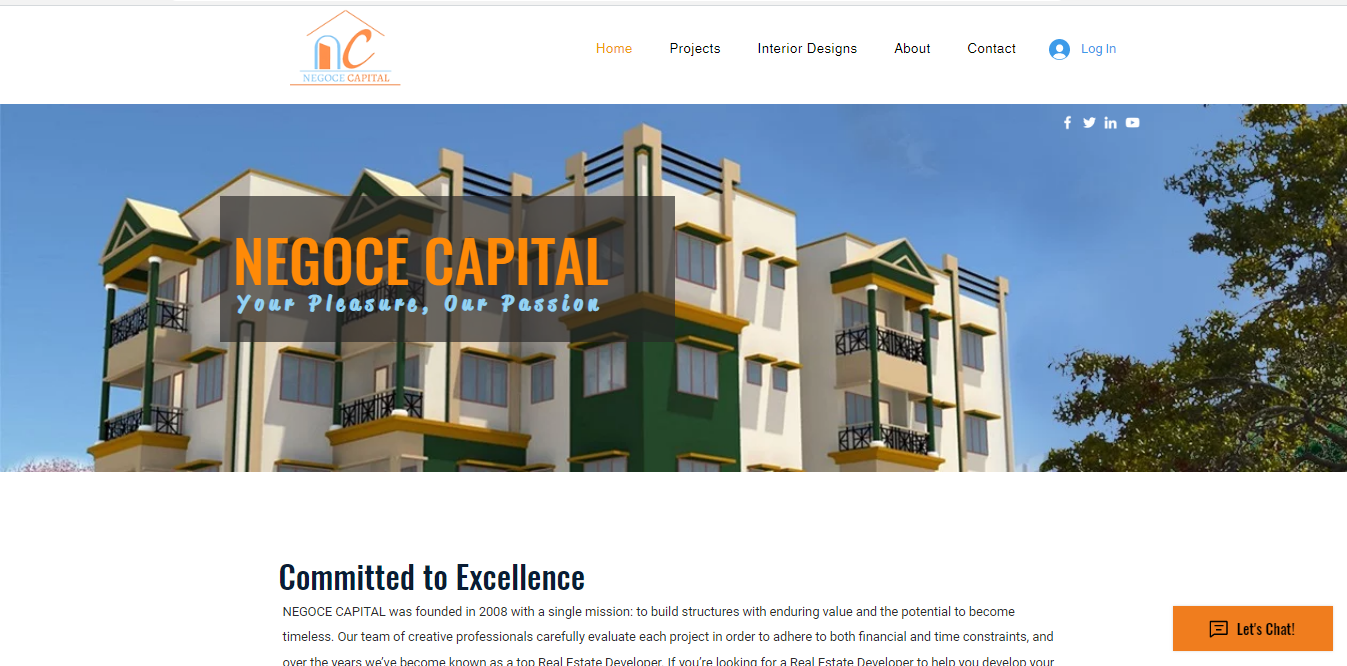 NEGOCE CAPITAL
Home Projects Interior Designs About Contact Log In
NEGOCE CAPITAL
Your Pleasure, Our Passion
Committed to Excellence
NEGOCE CAPITAL was founded in 2008 with a single mission: to build structures with enduring value and the potential to become
timeless. Our team of creative professionals carefully evaluate each project in order to adhere to both financial and time constraints, and
over the years we've become known as a top Real Estate Developer. If you're looking for a Real Estate Developer to help you develop your
Let's Chat!